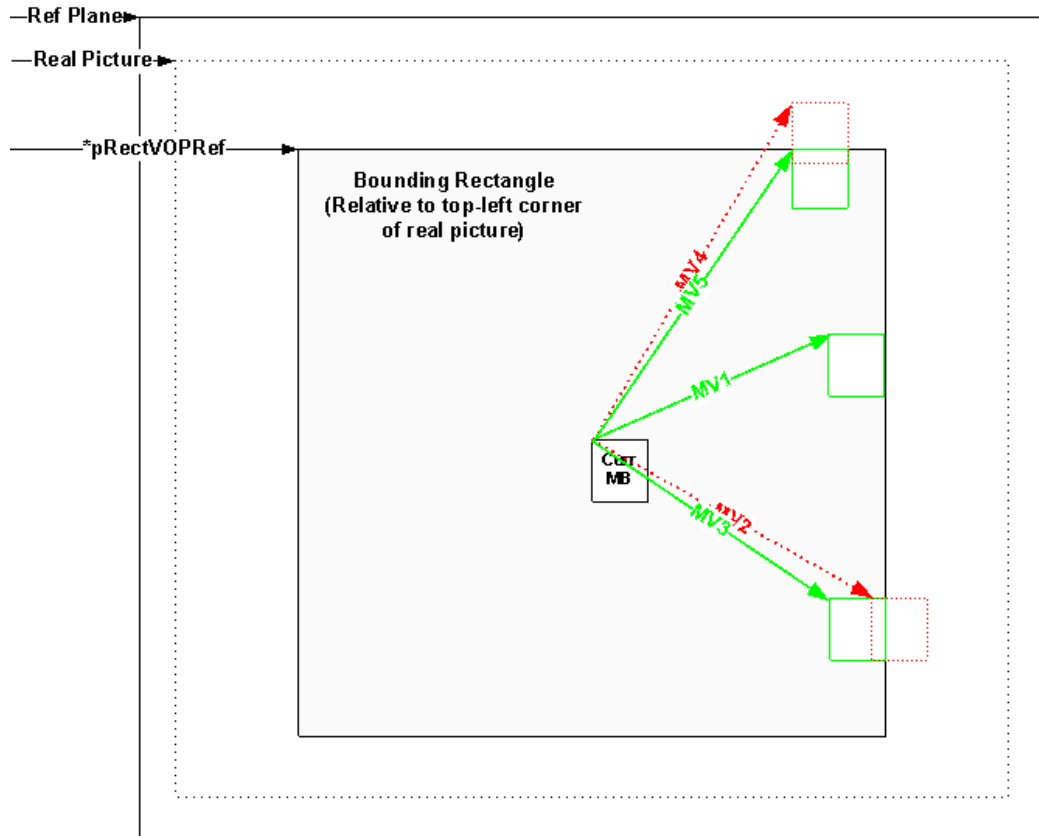 Ref Plane
Real Picture
*pRectVOPRef
Bounding Rectangle
(Relative to top-left corner
of real picture)
MV4
MV5
MV1
Curr
MB
MV2
MV3